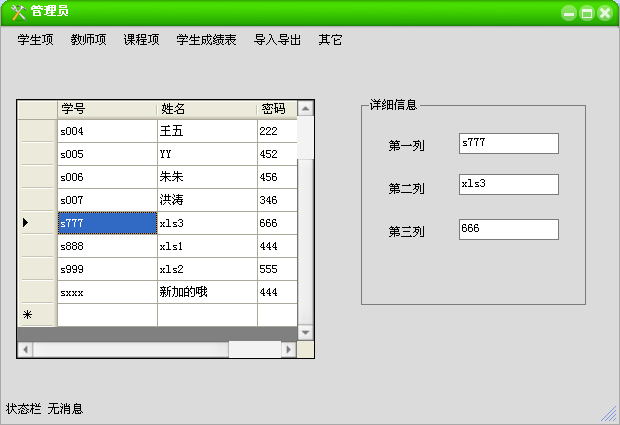 管理员
学生项 教师项 课程项 学生成绩表 导入导出 其它
学号 姓名 密码
s004 王五 222
s005 YY 452
s006 朱朱 456
s007 洪涛 346
s777 xls3 666
s888 xls1 444
s999 xls2 555
sxxx 新加的哦 444
详细信息
第一列 s777
第二列 xls3
第三列 666
状态栏 无消息